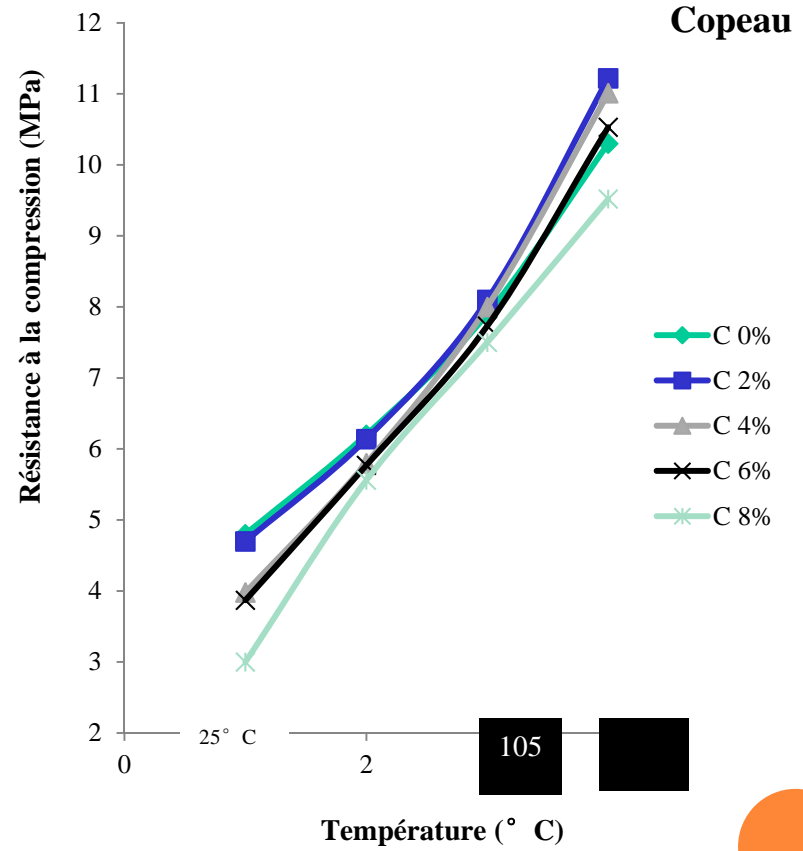 Copeau
Résistance à la compression (MPa)
12
11
10
9
8
7
6
5
4
3
2
C 0%
C 2%
C 4%
C 6%
C 8%
0
25° C
2
105
Température (° C)